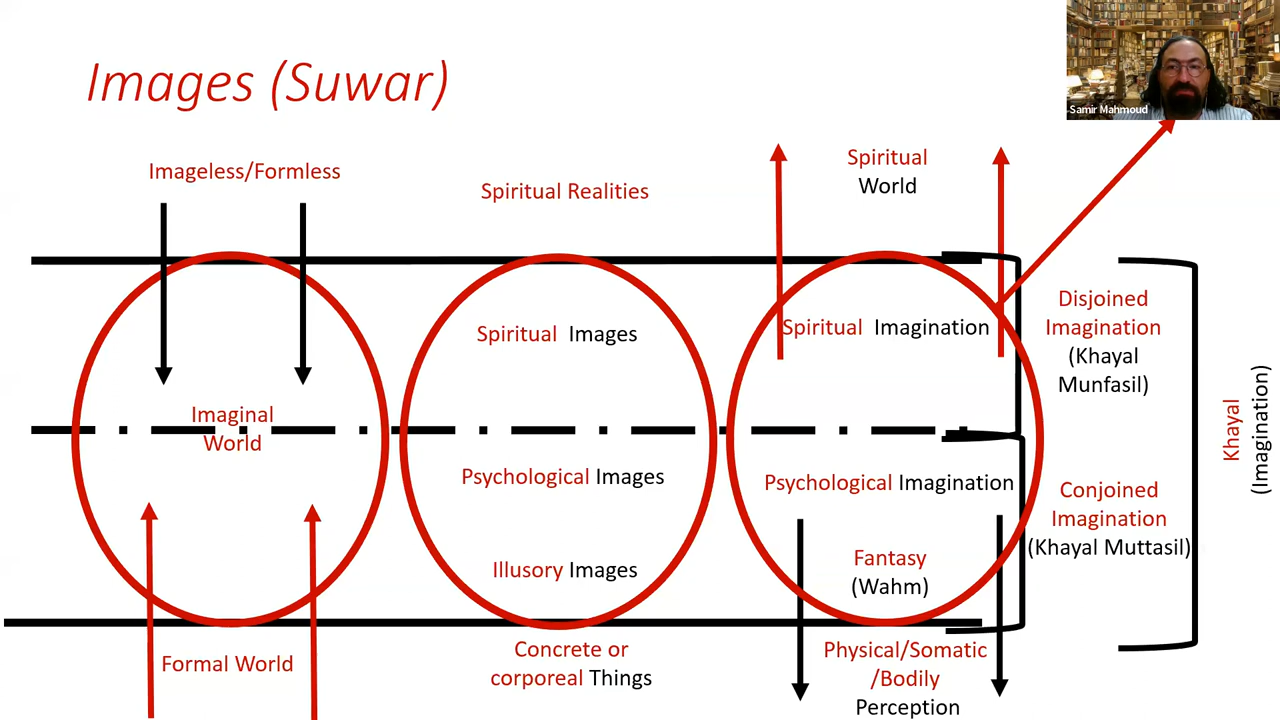 Images (Suwar)
Samir Mahmoud
Imageless/Formless
Spiritual Realities
Spiritual
World
Spiritual Images
Spiritual Imagination
Disjoined
Imagination
(Khayal
Munfasil)
Imaginal
World
Khayal
(Imagination)
Psychological Images
Psychological Imagination
Conjoined
Imagination
(Khayal Muttasil)
Illusory Images
Fantasy
(Wahm)
Formal World
Concrete or
corporeal Things
Physical/Somatic
/Bodily
Perception